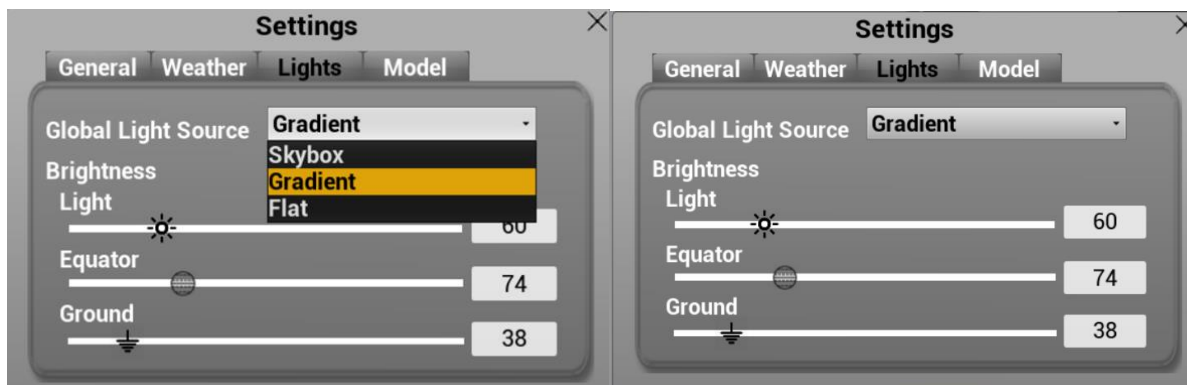 Settings
General Weather Lights Model
Global Light Source Gradient
Skybox
Gradient
Flat
Brightness
Light 60
Equator
74
Ground
38
Settings
General Weather Lights Model
Global Light Source Gradient
Brightness
Light
60
Equator
74
Ground
38